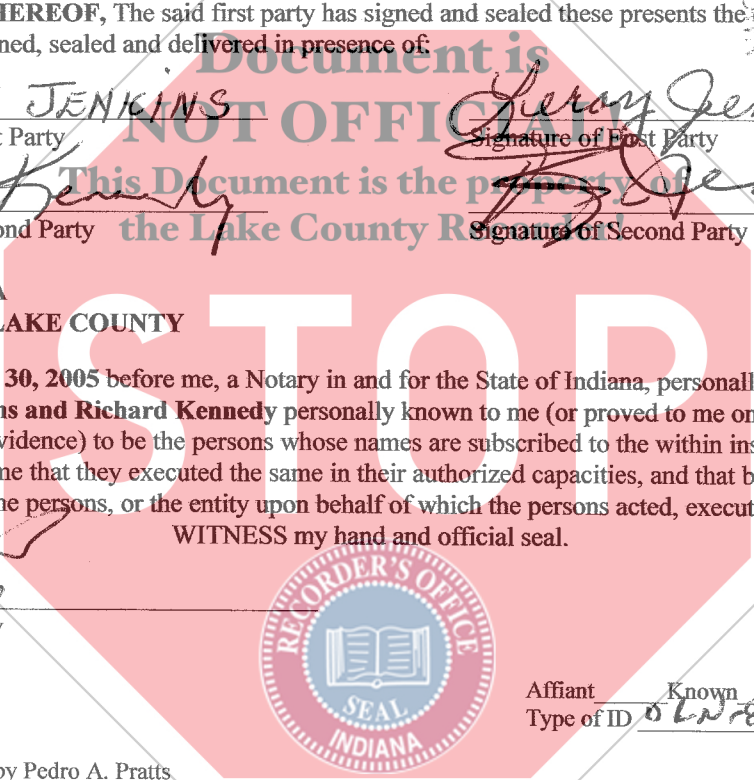 HEREOF, The said first party has signed and sealed these presents the
ned, sealed and delivered in presence of:
Document is
JENKINS
NOT OFFICIAL!
Leroy Je
t Party
Signature of First Party
This Document is the property of
Kennedy
ond Party
the Lake County Recorder!
Signature of Second Party
A
LAKE COUNTY
STOP
30, 2005 before me, a Notary in and for the State of Indiana, personall
ns and Richard Kennedy personally known to me (or proved to me on
vidence) to be the persons whose names are subscribed to the within ins
me that they executed the same in their authorized capacities, and that b
he persons, or the entity upon behalf of which the persons acted, execut
WITNESS my hand and official seal.
RECORDER'S OFFICE
SEAL
INDIANA
Affiant Known
Type of ID
by Pedro A. Pratts